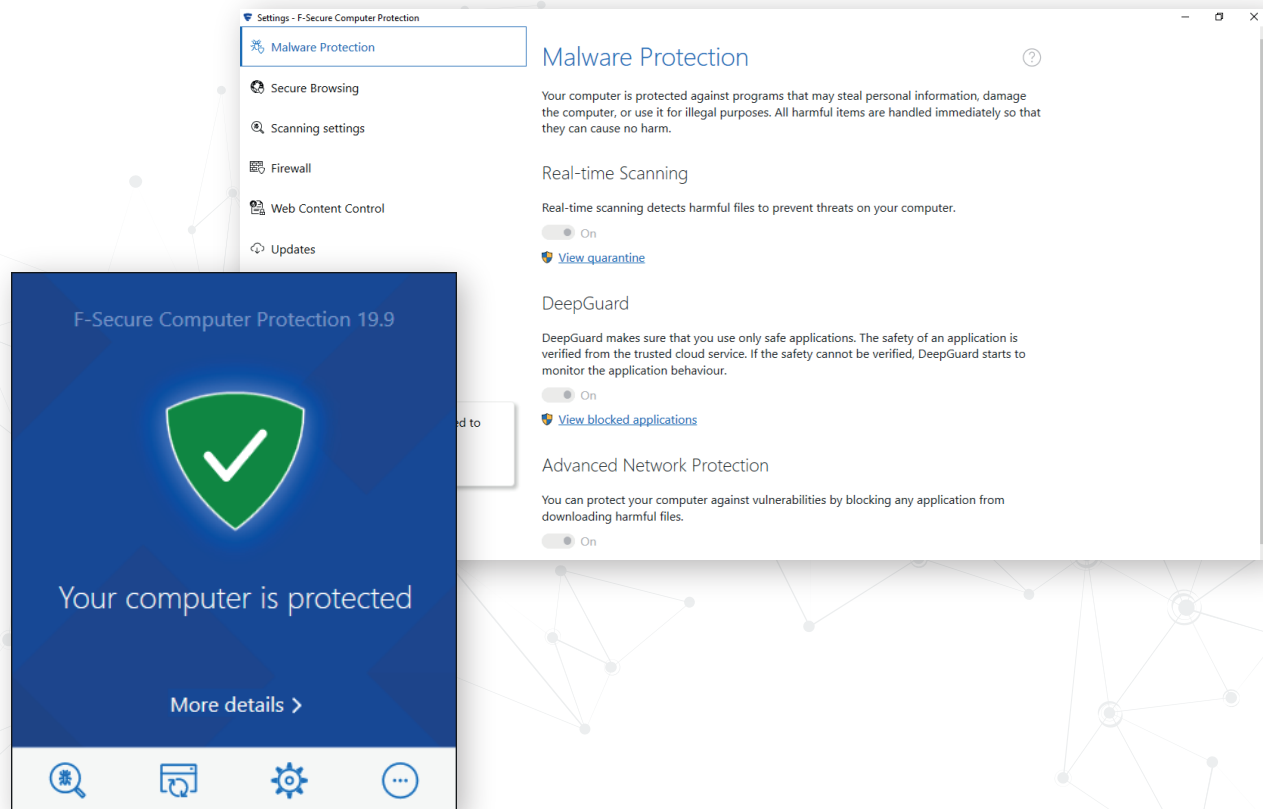 Settings - F-Secure Computer Protection
Malware Protection
Secure Browsing
Scanning settings
Firewall
Web Content Control
Updates
Malware Protection
?
Your computer is protected against programs that may steal personal information, damage
the computer, or use it for illegal purposes. All harmful items are handled immediately so that
they can cause no harm.
Real-time Scanning
Real-time scanning detects harmful files to prevent threats on your computer.
On
View quarantine
DeepGuard
DeepGuard makes sure that you use only safe applications. The safety of an application is
verified from the trusted cloud service. If the safety cannot be verified, DeepGuard starts to
monitor the application behaviour.
On
View blocked applications
Advanced Network Protection
You can protect your computer against vulnerabilities by blocking any application from
downloading harmful files.
On
to
F-Secure Computer Protection 19.9
Your computer is protected
More details >